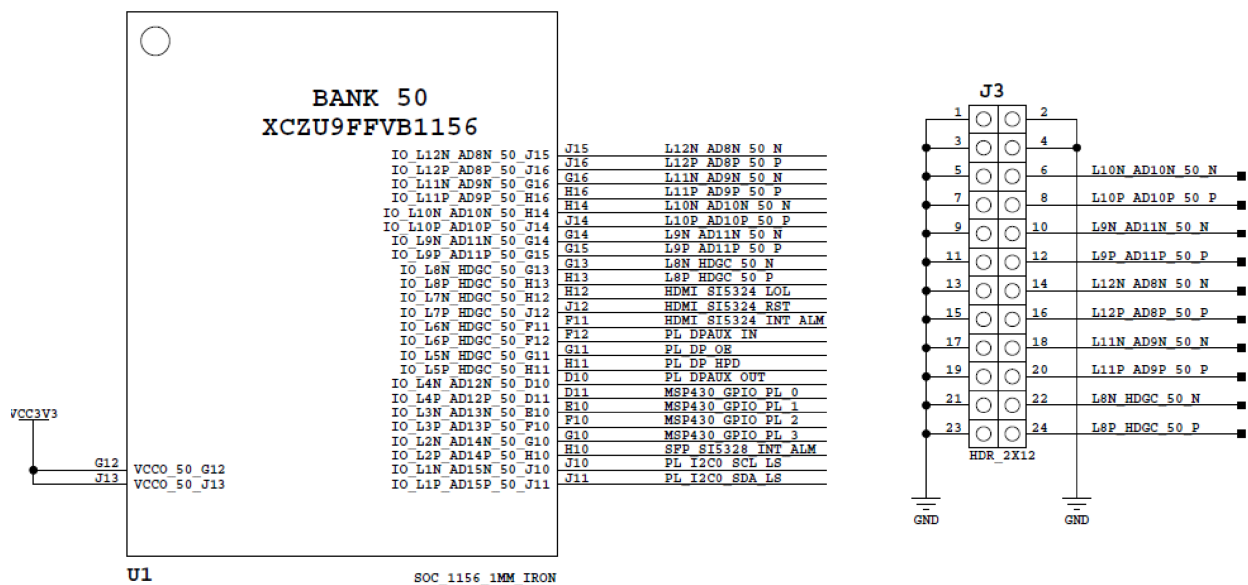 BANK 50
XCZU9FFVB1156
IO_L12N_AD8N_50_J15 J15 L12N_AD8N_50_N
IO_L12P_AD8P_50_J16 J16 L12P_AD8P_50_P
IO_L11N_AD9N_50_G16 G16 L11N_AD9N_50_N
IO_L11P_AD9P_50_H16 H16 L11P_AD9P_50_P
IO_L10N_AD10N_50_H14 H14 L10N_AD10N_50_N
IO_L10P_AD10P_50_J14 J14 L10P_AD10P_50_P
IO_L9N_AD11N_50_G14 G14 L9N_AD11N_50_N
IO_L9P_AD11P_50_G15 G15 L9P_AD11P_50_P
IO_L8N_HDGC_50_G13 G13 L8N_HDGC_50_N
IO_L8P_HDGC_50_H13 H13 L8P_HDGC_50_P
IO_L7N_HDGC_50_H12 H12 HDMI_SI5324_LOL
IO_L7P_HDGC_50_J12 J12 HDMI_SI5324_RST
IO_L6N_HDGC_50_F11 F11 HDMI_SI5324_INT_ALM
IO_L6P_HDGC_50_F12 F12 PL_DPAUX_IN
IO_L5N_HDGC_50_G11 G11 PL_DP_OE
IO_L5P_HDGC_50_H11 H11 PL_DP_HPD
IO_L4N_AD12N_50_D10 D10 PL_DPAUX_OUT
IO_L4P_AD12P_50_D11 D11 MSP430_GPIO_PL_0
IO_L3N_AD13N_50_E10 E10 MSP430_GPIO_PL_1
IO_L3P_AD13P_50_F10 F10 MSP430_GPIO_PL_2
IO_L2N_AD14N_50_G10 G10 MSP430_GPIO_PL_3
IO_L2P_AD14P_50_H10 H10 SFP_SI5328_INT_ALM
IO_L1N_AD15N_50_J10 J10 PL_I2C0_SCL_LS
IO_L1P_AD15P_50_J11 J11 PL_I2C0_SDA_LS
VCC3V3
G12 VCCO_50_G12
J13 VCCO_50_J13
U1
SOC_1156_1MM_IRON
J3
1 2
3 4
5 6 L10N_AD10N_50_N
7 8 L10P_AD10P_50_P
9 10 L9N_AD11N_50_N
11 12 L9P_AD11P_50_P
13 14 L12N_AD8N_50_N
15 16 L12P_AD8P_50_P
17 18 L11N_AD9N_50_N
19 20 L11P_AD9P_50_P
21 22 L8N_HDGC_50_N
23 24 L8P_HDGC_50_P
HDR_2X12
GND
GND